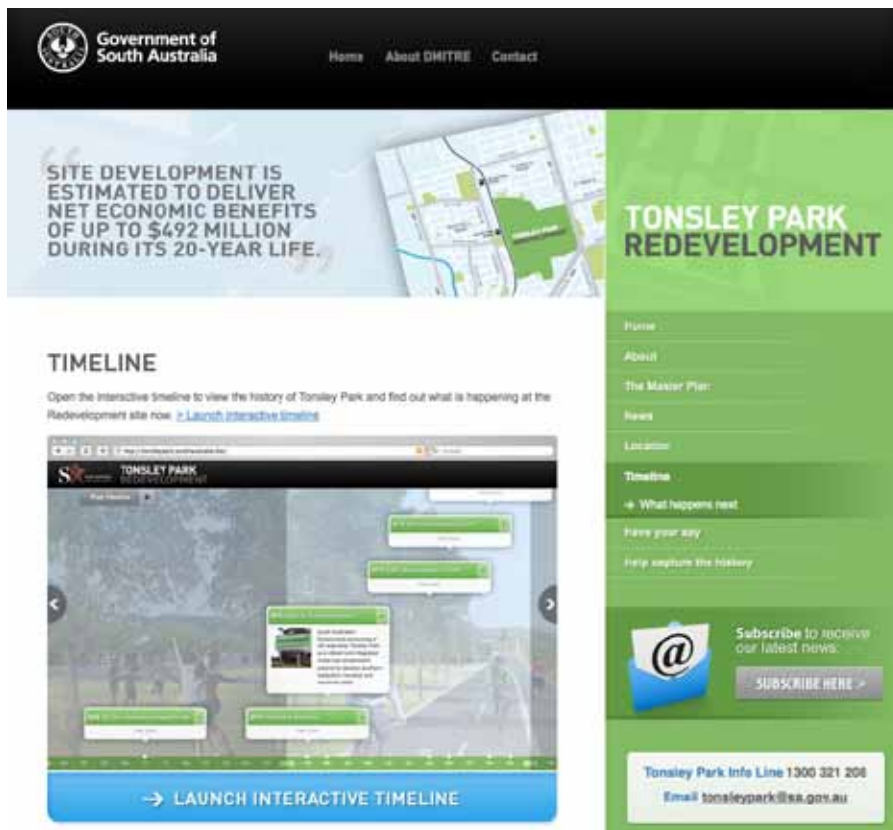 Government of
South Australia
Home About DMITRE Contact
SITE DEVELOPMENT IS
ESTIMATED TO DELIVER
NET ECONOMIC BENEFITS
OF UP TO $492 MILLION
DURING ITS 20-YEAR LIFE.
TONSLEY PARK
REDEVELOPMENT
TIMELINE
Open the interactive timeline to view the history of Tonsley Park and find out what is happening at the
Redevelopment site now. > Launch interactive timeline
TONSLEY PARK
REDEVELOPMENT
→ LAUNCH INTERACTIVE TIMELINE
Home
About
The Master Plan
News
Location
Timeline
→ What happens next
Have your say
Help capture the history
@
Subscribe to receive
our latest news:
SUBSCRIBE HERE >
Tonsley Park Info Line 1300 321 208
Email tonsleypark@sa.gov.au